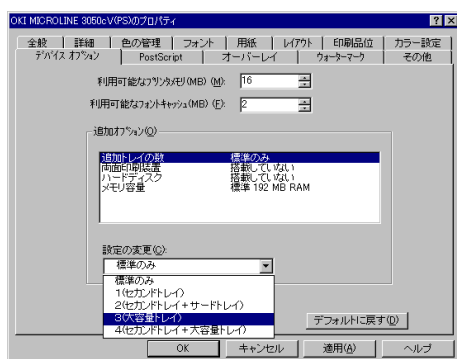 OKI MICROLINE 3050cV(PS)のプロパティ
全般 詳細 色の管理 フォント 用紙 レイアウト 印刷品位 カラー設定
デバイス オプション PostScript オーバーレイ ウォーターマーク その他
利用可能なプリンタメモリ(MB) (M): 16
利用可能なフォントキャッシュ(MB) (F): 2
追加オプション(O)
追加トレイの数 標準のみ
両面印刷装置 搭載していない
ハードディスク 搭載していない
メモリ容量 標準 192 MB RAM
設定の変更(C):
標準のみ
標準のみ
1(セカンドトレイ)
2(セカンドトレイ+サードトレイ)
3(大容量トレイ)
4(セカンドトレイ+大容量トレイ)
デフォルトに戻す(D)
OK キャンセル 適用(A) ヘルプ